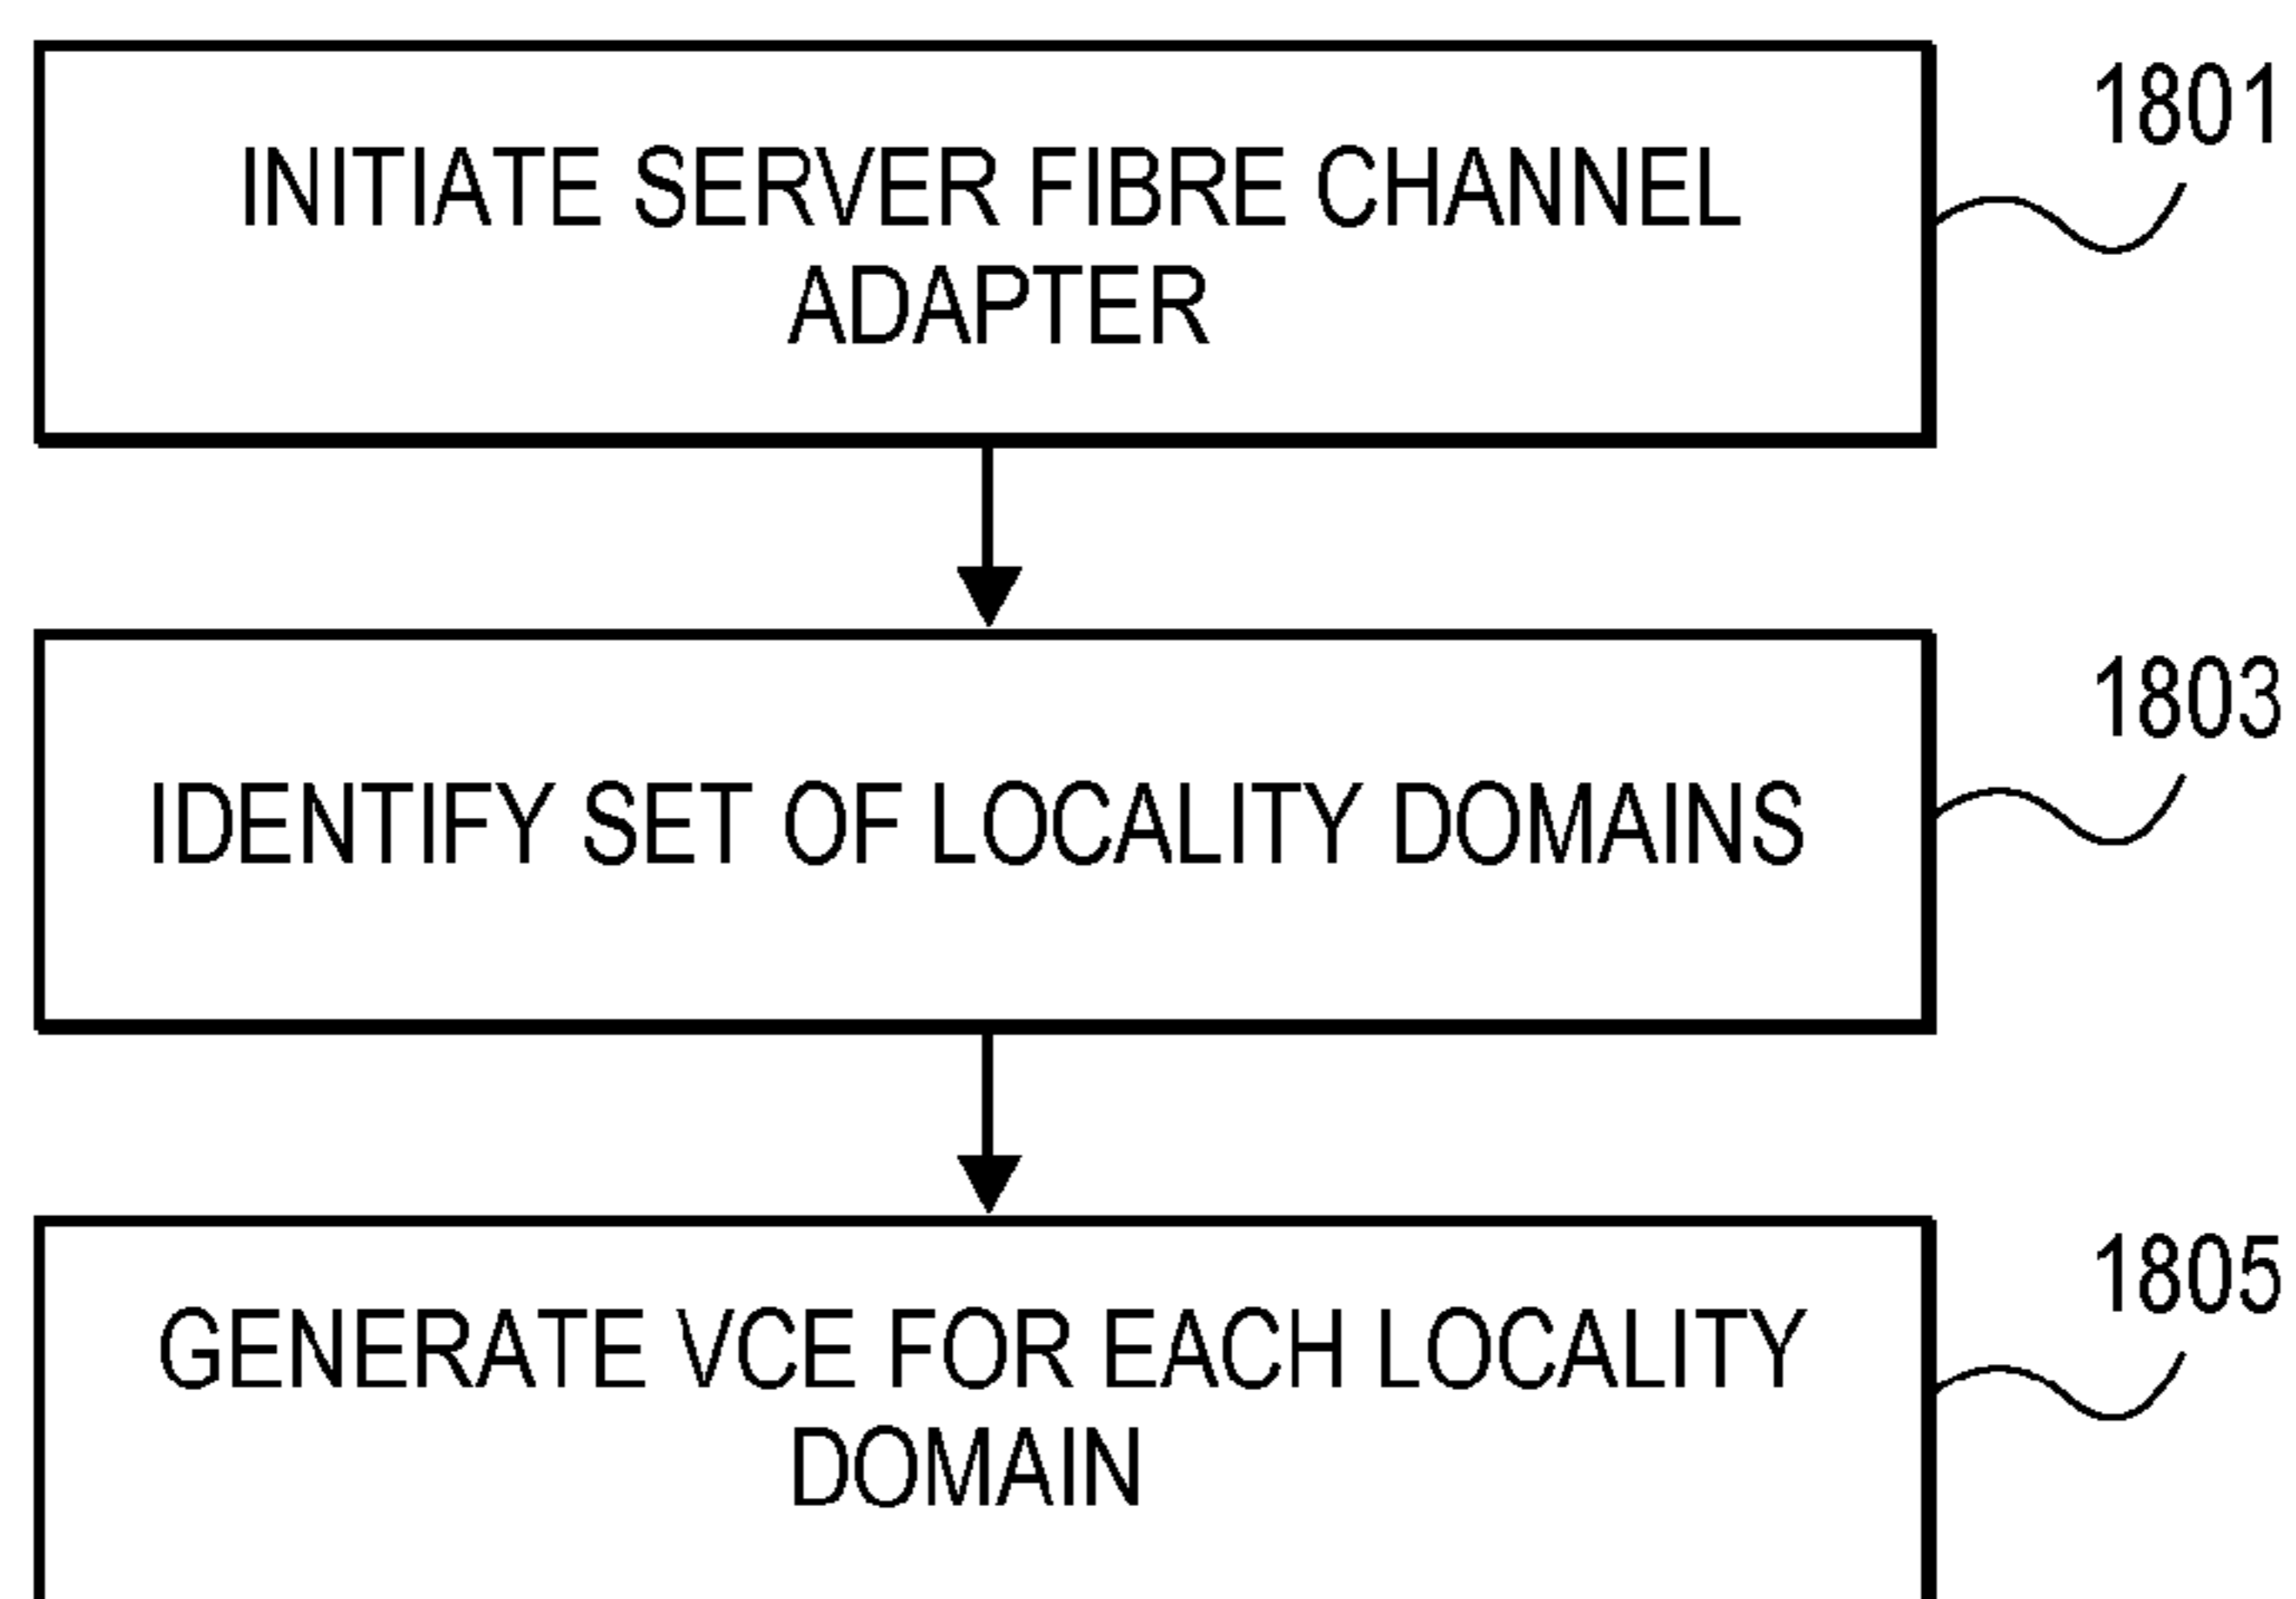 INITIATE SERVER FIBRE CHANNEL
ADAPTER
1801
IDENTIFY SET OF LOCALITY DOMAINS
1803
GENERATE VCE FOR EACH LOCALITY
DOMAIN
1805